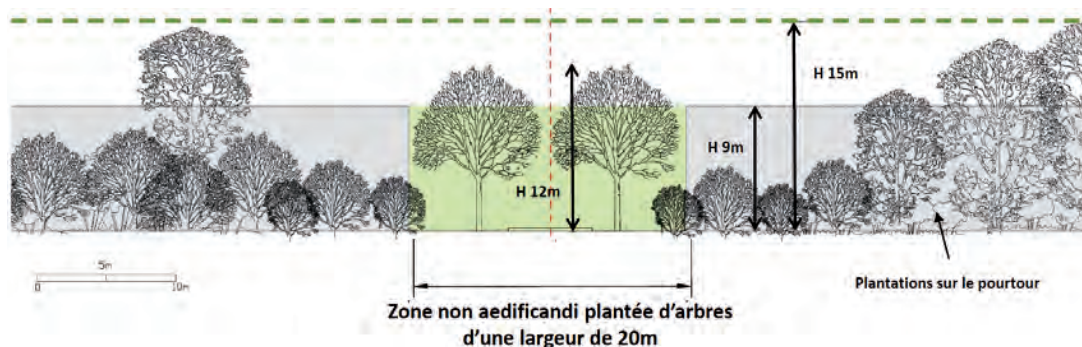 H 15m
H 9m
H 12m
5m
0
10m
Plantations sur le pourtour
Zone non aedificandi plantée d’arbres
d’une largeur de 20m